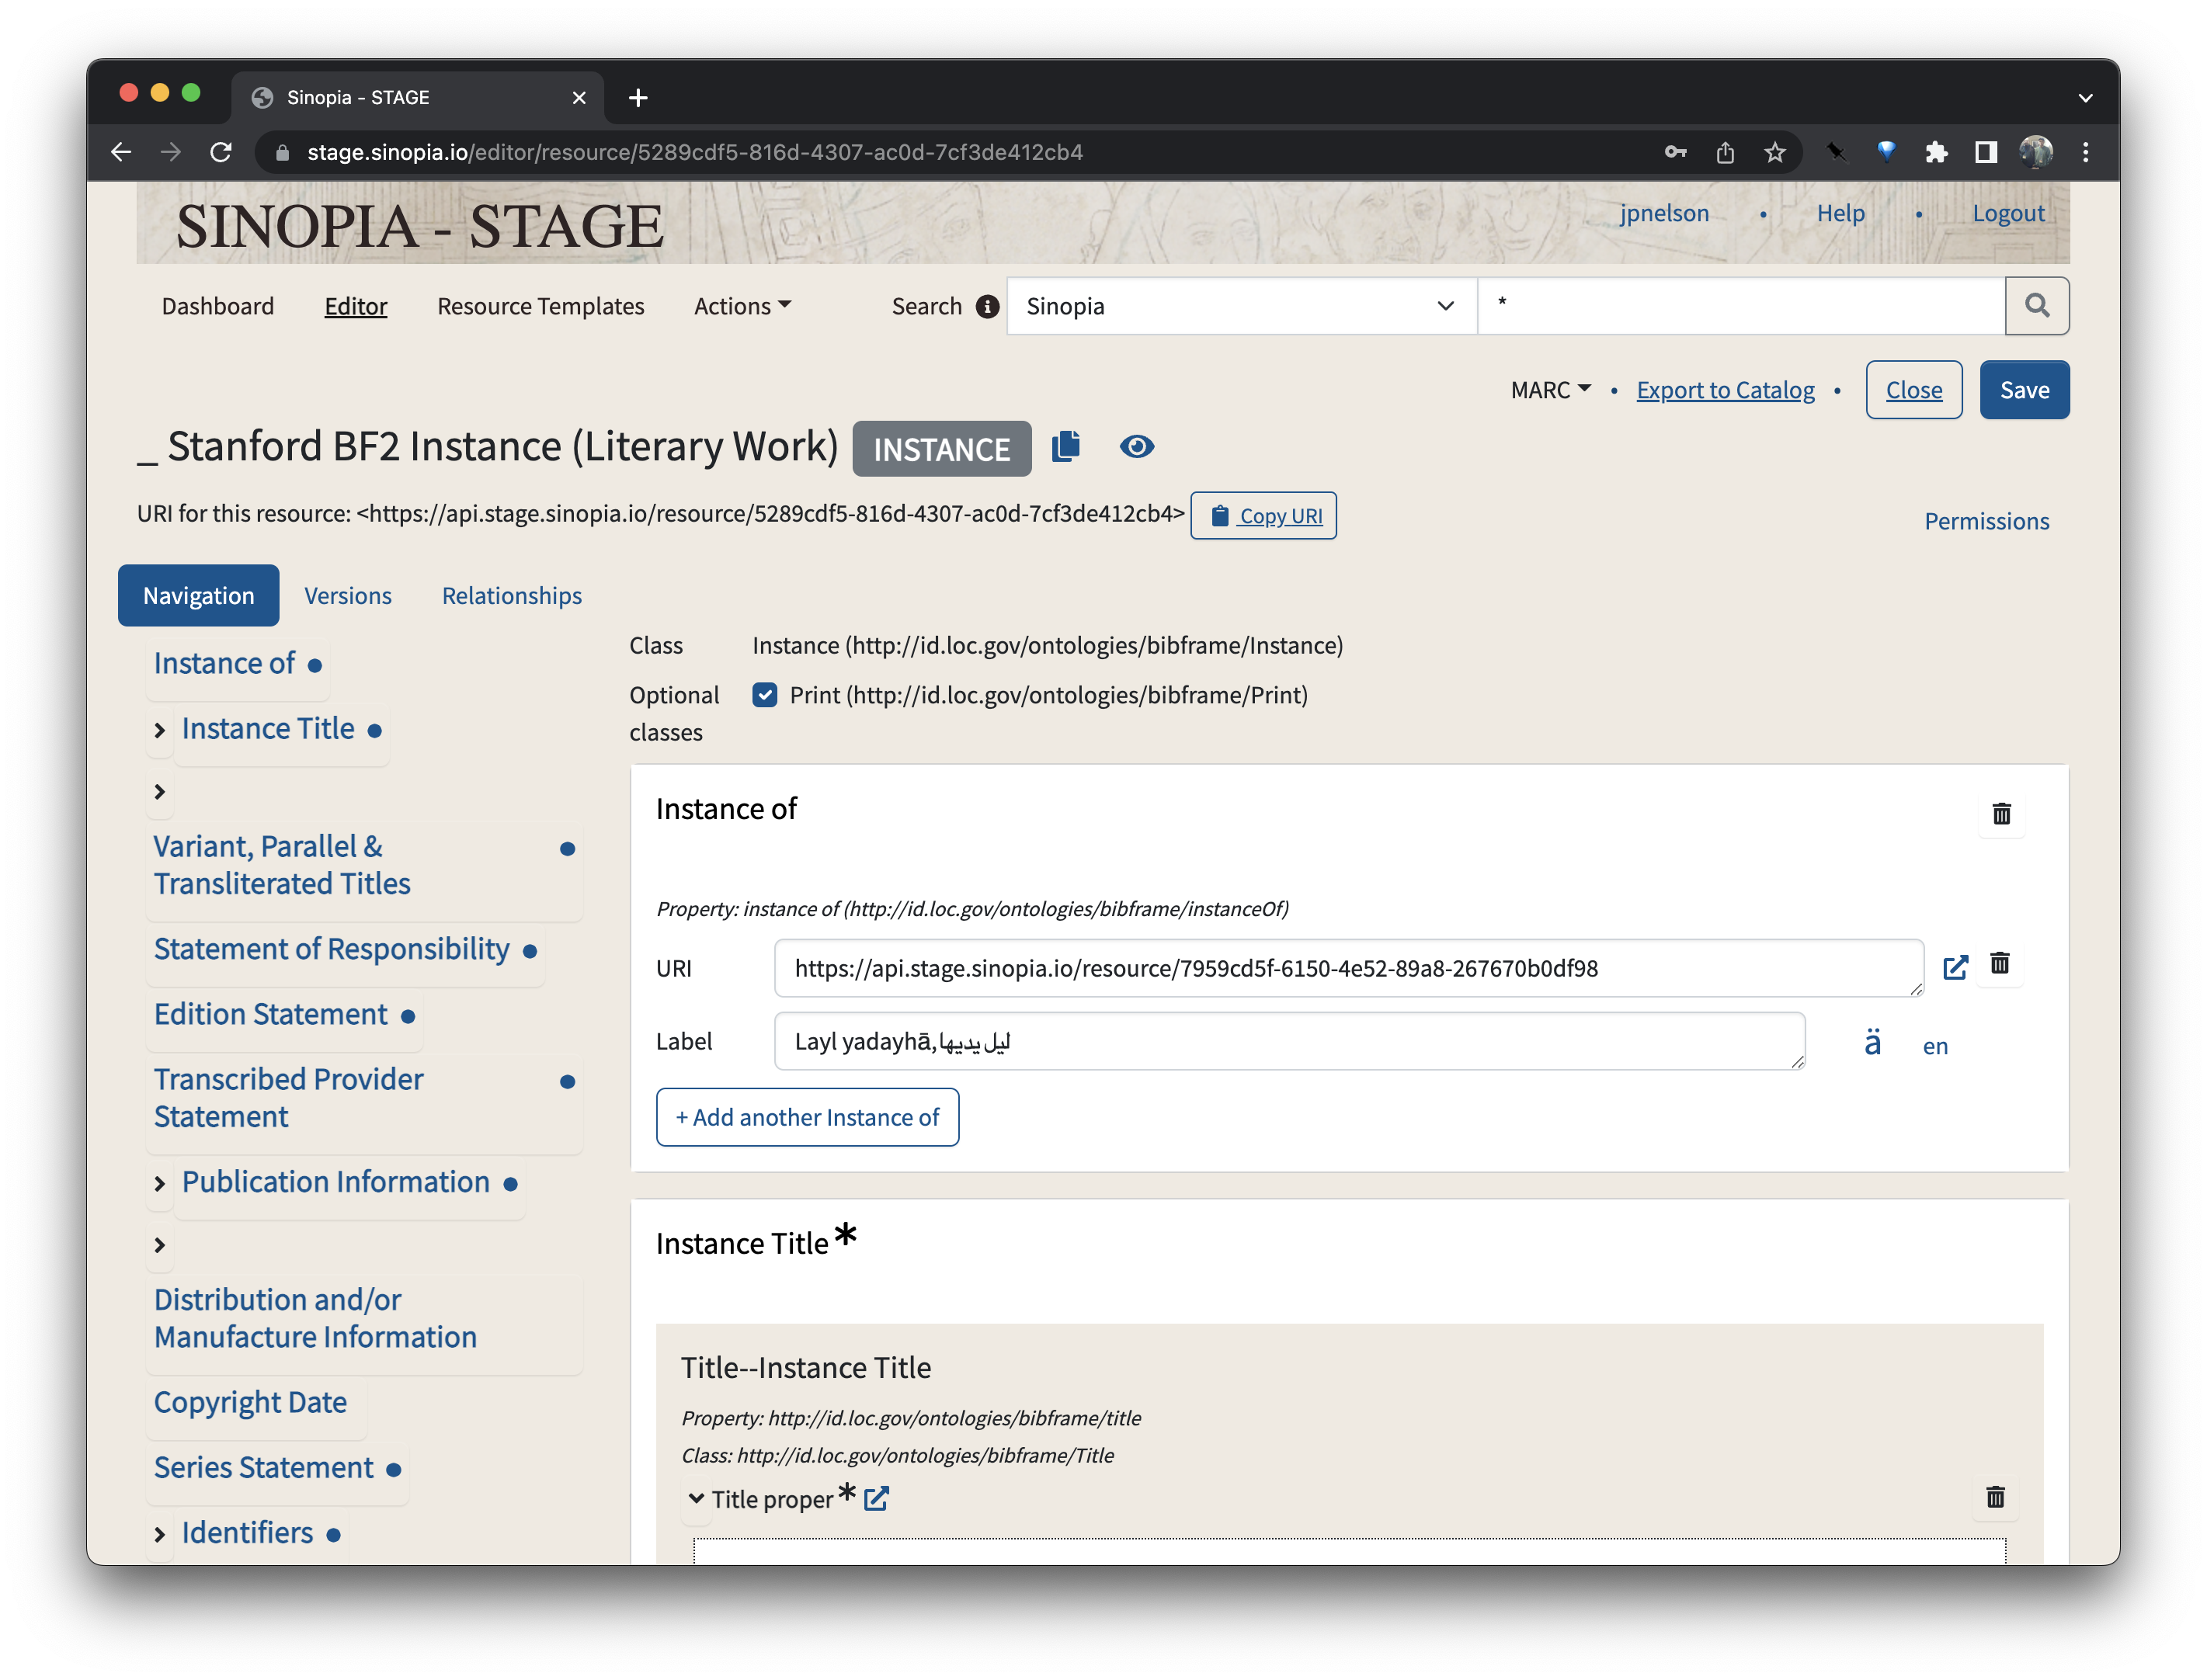 Sinopia - STAGE
stage.sinopia.io/editor/resource/5289cdf5-816d-4307-ac0d-7cf3de412cb4
SINOPIA - STAGE
jpnelson • Help • Logout
Dashboard Editor Resource Templates Actions Search Sinopia *
MARC • Export to Catalog • Close Save
_ Stanford BF2 Instance (Literary Work) INSTANCE
URI for this resource: <https://api.stage.sinopia.io/resource/5289cdf5-816d-4307-ac0d-7cf3de412cb4> Copy URI
Permissions
Navigation Versions Relationships
Instance of
Instance Title
Variant, Parallel &
Transliterated Titles
Statement of Responsibility
Edition Statement
Transcribed Provider
Statement
Publication Information
Distribution and/or
Manufacture Information
Copyright Date
Series Statement
Identifiers
Class Instance (http://id.loc.gov/ontologies/bibframe/Instance)
Optional Print (http://id.loc.gov/ontologies/bibframe/Print)
classes
Instance of
Property: instance of (http://id.loc.gov/ontologies/bibframe/instanceOf)
URI https://api.stage.sinopia.io/resource/7959cd5f-6150-4e52-89a8-267670b0df98
Label Layl yadayhā, ليل يديها ä en
+ Add another Instance of
Instance Title *
Title--Instance Title
Property: http://id.loc.gov/ontologies/bibframe/title
Class: http://id.loc.gov/ontologies/bibframe/Title
Title proper *